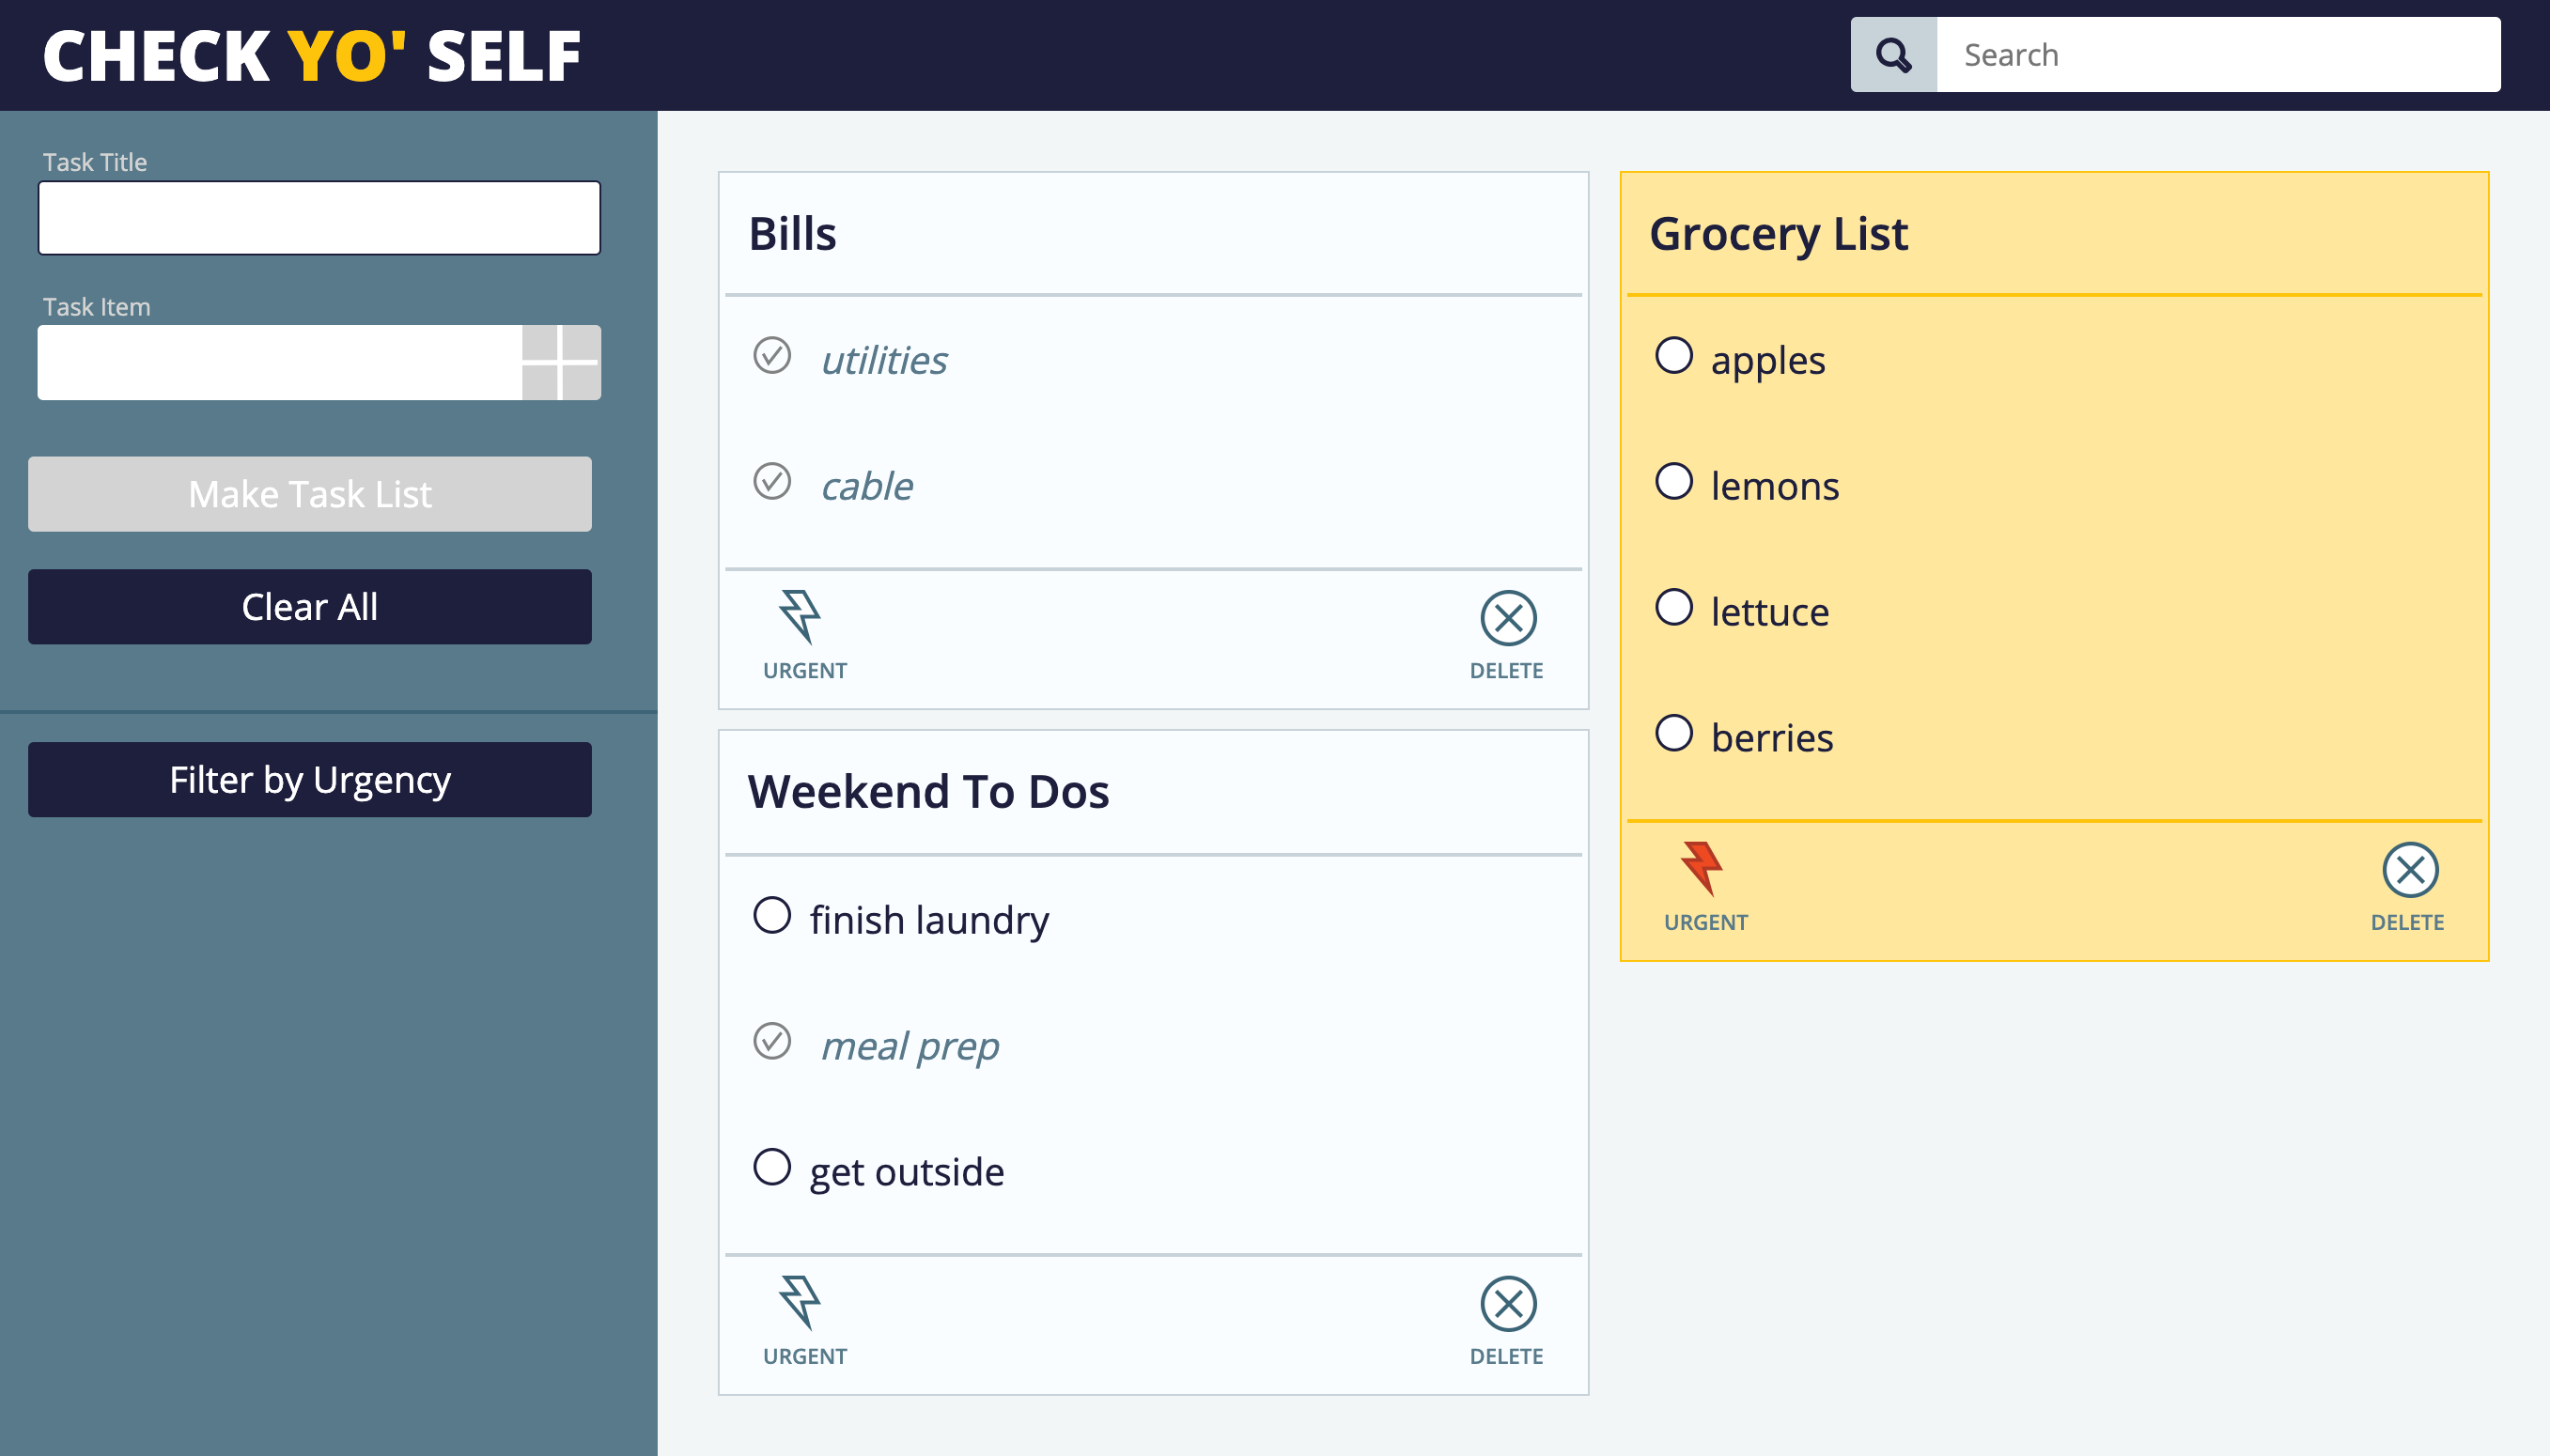 CHECK YO' SELF
Search
Task Title
Task Item
Make Task List
Clear All
Filter by Urgency
Bills
utilities
cable
URGENT
DELETE
Weekend To Dos
finish laundry
meal prep
get outside
URGENT
DELETE
Grocery List
apples
lemons
lettuce
berries
URGENT
DELETE